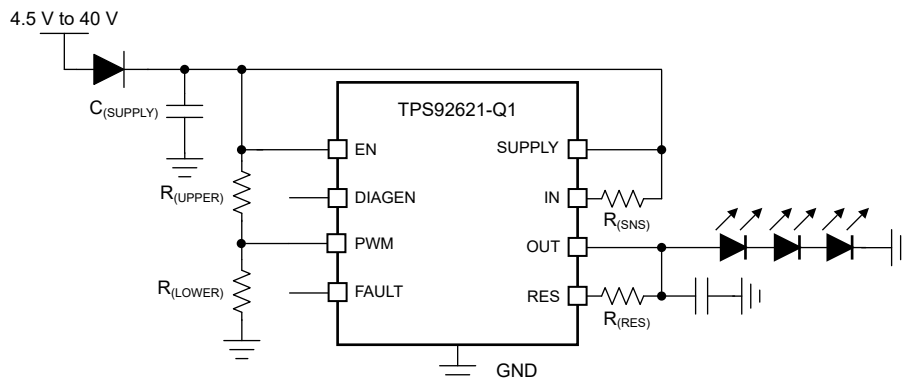 4.5 V to 40 V
C(SUPPLY)
TPS92621-Q1
EN
SUPPLY
R(UPPER)
DIAGEN
IN
R(SNS)
PWM
OUT
R(LOWER)
FAULT
RES
R(RES)
GND